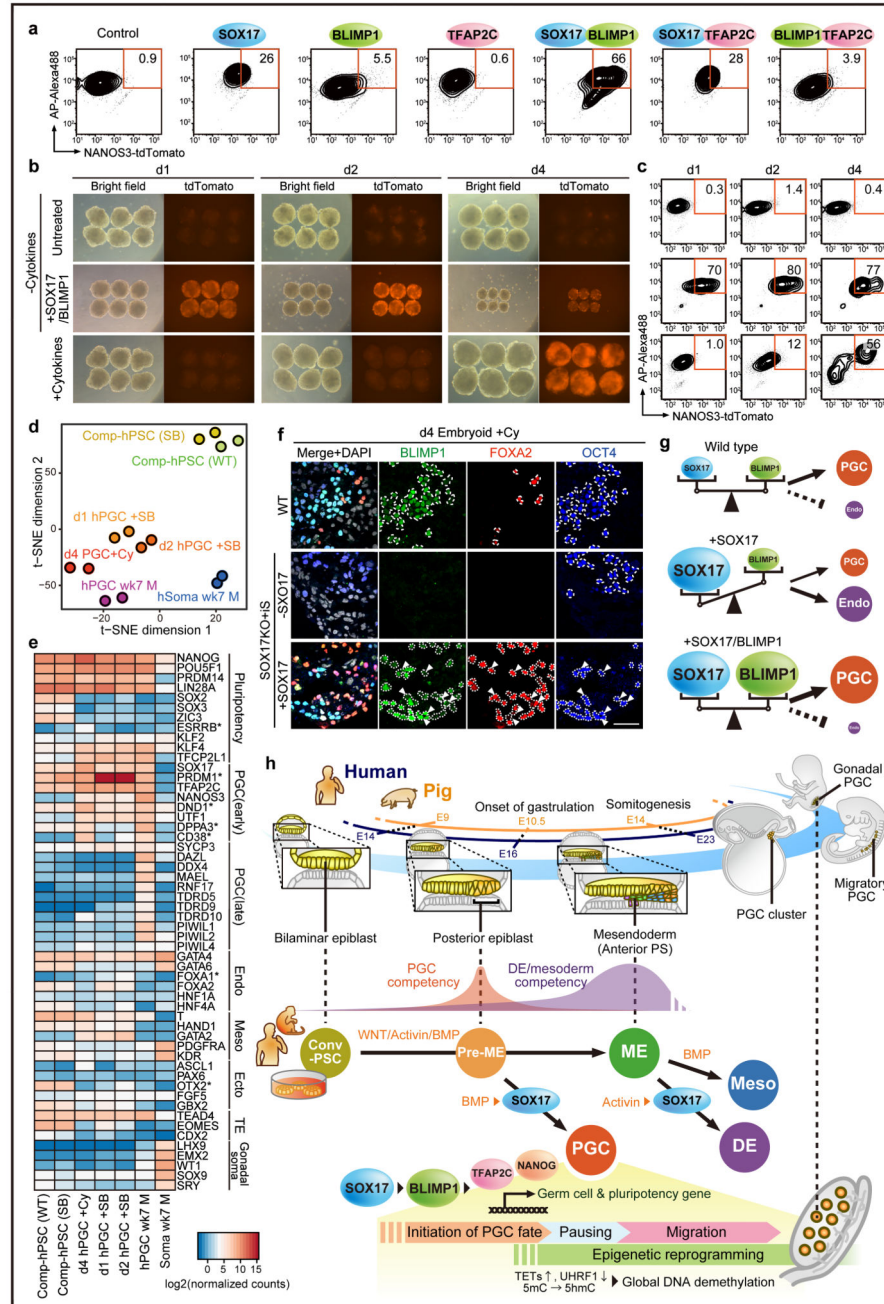 a
Control
SOX17
BLIMP1
TFAP2C
SOX17 BLIMP1
SOX17 TFAP2C
BLIMP1 TFAP2C
0.9
26
5.5
0.6
66
28
3.9
AP-Alexa488
NANOS3-tdTomato
b
d1
d2
d4
Bright field
tdTomato
Bright field
tdTomato
Bright field
tdTomato
-Cytokines
Untreated
+SOX17
/BLIMP1
+Cytokines
c
d1
d2
d4
0.3
1.4
0.4
70
80
77
1.0
12
56
AP-Alexa488
NANOS3-tdTomato
d
t-SNE dimension 2
50
0
-50
Comp-hPSC (SB)
Comp-hPSC (WT)
d1 hPGC +SB
d2 hPGC +SB
d4 PGC+Cy
hPGC wk7 M
hSoma wk7 M
-20
0
20
t-SNE dimension 1
e
NANOG
POU5F1
PRDM14
LIN28A
SOX2
SOX3
ZIC3
ESRRB*
KLF2
KLF4
TFCP2L1
Pluripotency
SOX17
PRDM1*
TFAP2C
NANOS3
DND1*
UTF1
DPPA3*
CD38*
PGC(early)
SYCP3
DAZL
DDX4
MAEL
RNF17
TDRD5
TDRD9
TDRD10
PIWIL1
PIWIL2
PIWIL4
PGC(late)
GATA4
GATA6
FOXA1*
FOXA2
HNF1A
HNF4A
Endo
T
HAND1
GATA2
PDGFRA
KDR
Meso
ASCL1
PAX6
OTX2*
FGF5
GBX2
Ecto
TEAD4
EOMES
CDX2
TE
LHX9
EMX2
WT1
SOX9
SRY
Gonadal
soma
Comp-hPSC (WT)
Comp-hPSC (SB)
d4 hPGC +Cy
d1 hPGC +SB
d2 hPGC +SB
hPGC wk7 M
Soma wk7 M
0 5 10 15
log2(normalized counts)
f
d4 Embryoid +Cy
Merge+DAPI
BLIMP1
FOXA2
OCT4
WT
SOX17KO+iS
-SXO17
+SOX17
g
Wild type
SOX17
BLIMP1
PGC
Endo
+SOX17
SOX17
BLIMP1
PGC
Endo
+SOX17/BLIMP1
SOX17
BLIMP1
PGC
Endo
h
Human
Pig
Onset of gastrulation
Somitogenesis
E9
E10.5
E14
E14
E16
E23
Gonadal
PGC
Migratory
PGC
PGC cluster
Bilaminar epiblast
Posterior epiblast
Mesendoderm
(Anterior PS)
PGC
competency
DE/mesoderm
competency
Conv
-PSC
WNT/Activin/BMP
Pre-ME
ME
BMP
Meso
BMP
SOX17
Activin
SOX17
PGC
DE
SOX17
BLIMP1
TFAP2C
NANOG
Germ cell & pluripotency gene
Initiation of PGC fate
Pausing
Migration
Epigenetic reprogramming
TETs ↑, UHRF1 ↓
5mC → 5hmC
Global DNA demethylation